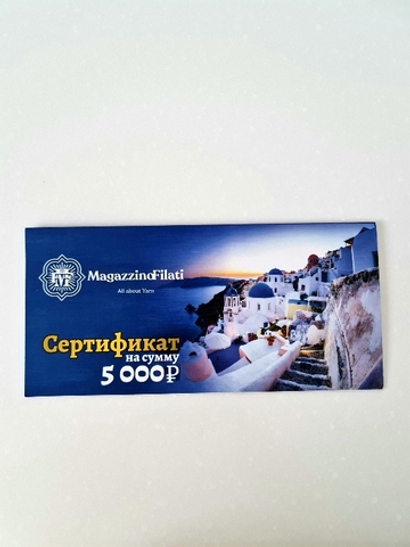 MagazzinoFilati
All about Yarn
Сертификат
на сумму
5 000₽